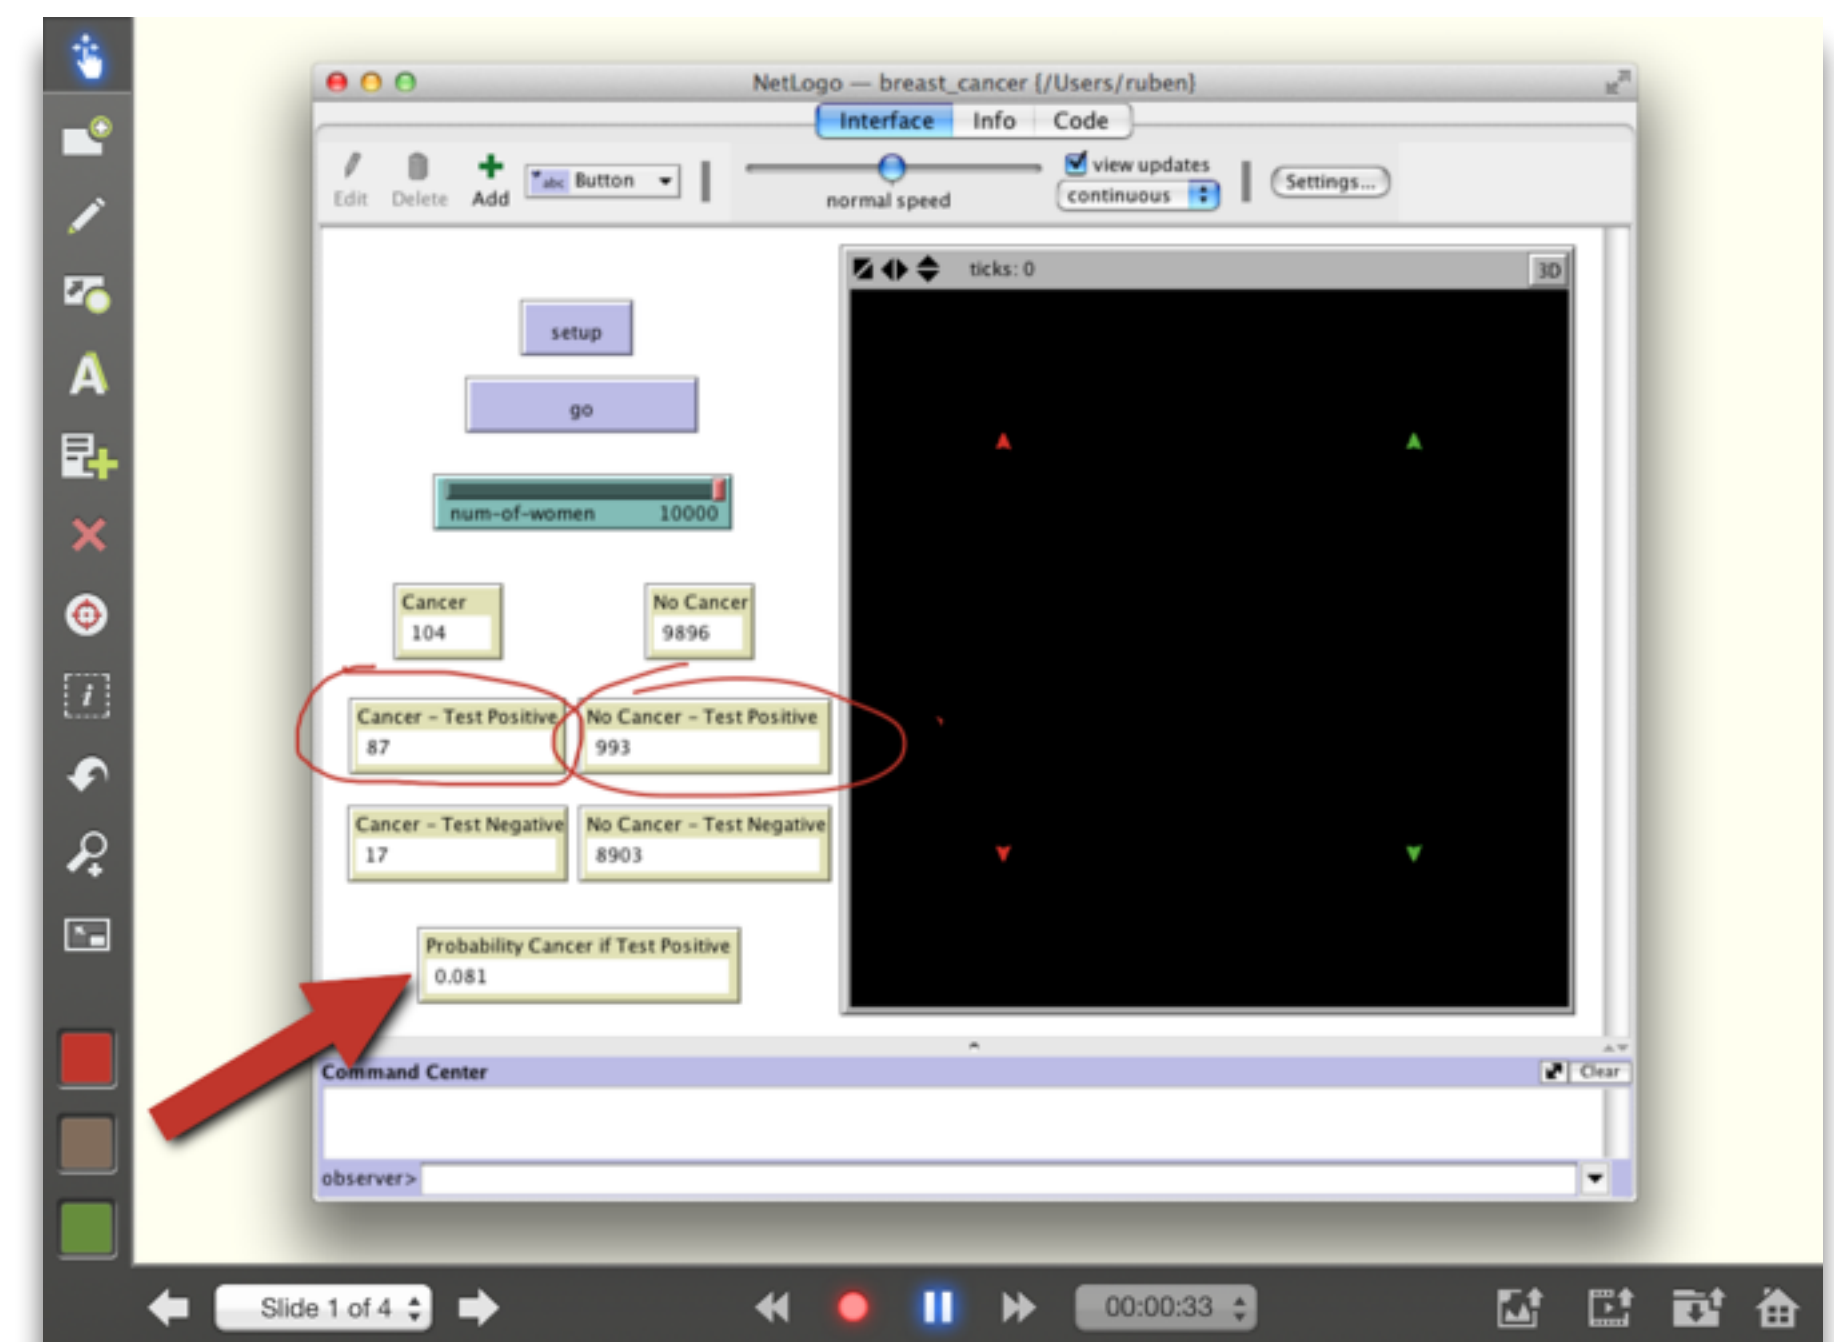 NetLogo — breast_cancer {/Users/ruben}
Interface Info Code
Edit Delete Add abc Button
normal speed
view updates
continuous
Settings...
ticks: 0 3D
setup
go
num-of-women 10000
Cancer
104
No Cancer
9896
Cancer - Test Positive
87
No Cancer - Test Positive
993
Cancer - Test Negative
17
No Cancer - Test Negative
8903
Probability Cancer if Test Positive
0.081
Command Center Clear
observer>
Slide 1 of 4 00:00:33